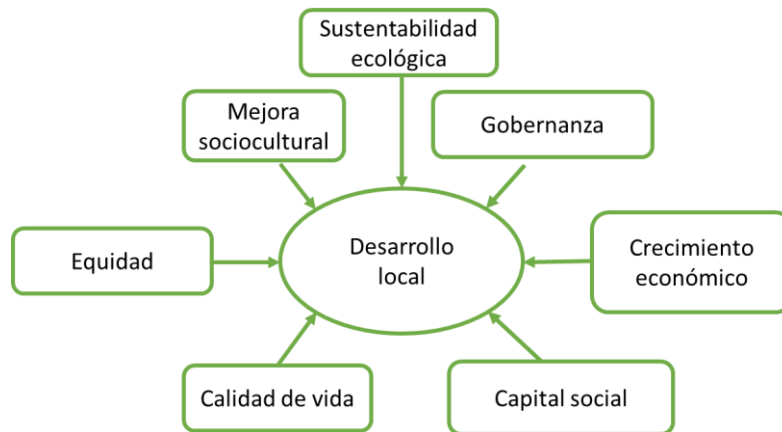 Sustentabilidad
ecológica
Mejora
sociocultural
Gobernanza
Equidad
Desarrollo
local
Crecimiento
económico
Calidad de vida
Capital social